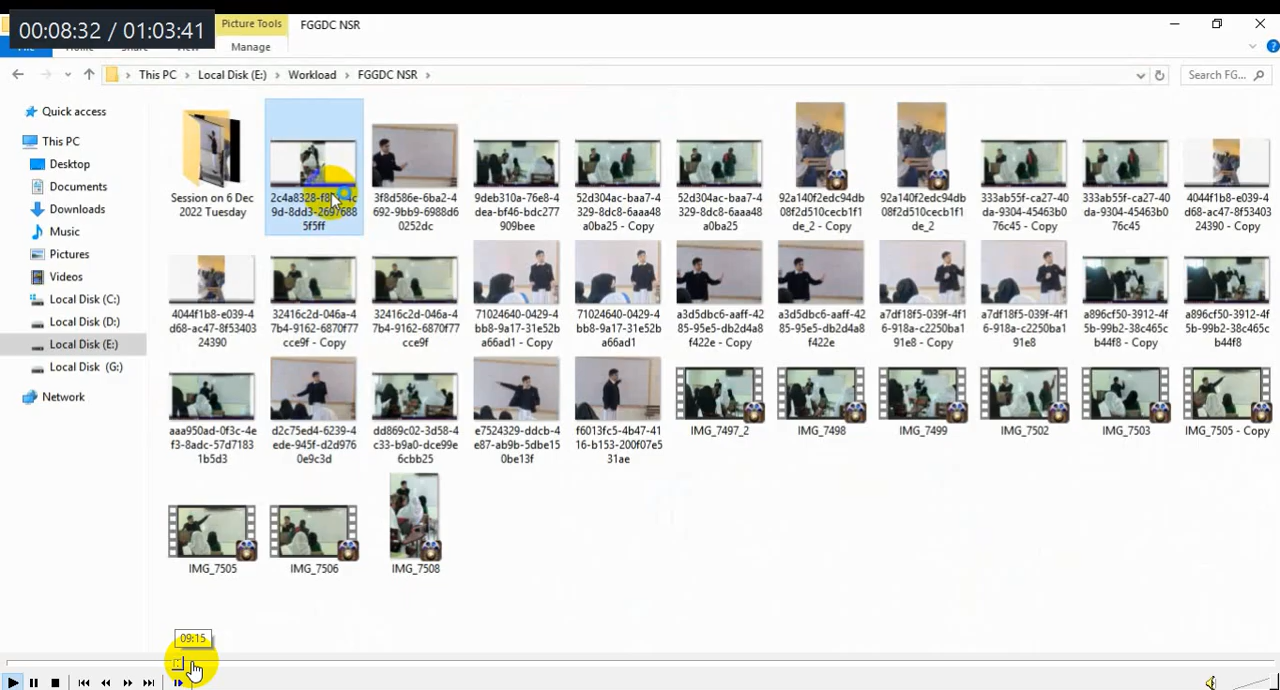 00:08:32 / 01:03:41
Picture Tools
FGGDC NSR
Manage
This PC
Local Disk (E:)
Workload
FGGDC NSR
Search FG...
Quick access
This PC
Desktop
Documents
Downloads
Music
Pictures
Videos
Local Disk (C:)
Local Disk (D:)
Local Disk (E:)
Local Disk (G:)
Network
Session on 6 Dec
2022 Tuesday
5f5ff
3f8d586e-6ba2-4
692-9bb9-6988d6
0252dc
9deb310a-76e8-4
dea-bf46-bdc277
909bee
52d304ac-baa7-4
329-8dc6-6aaa48
a0ba25 - Copy
52d304ac-baa7-4
329-8dc6-6aaa48
a0ba25
92a140f2edc94db
08f2d510cecb1f1
de_2 - Copy
92a140f2edc94db
08f2d510cecb1f1
de_2
333ab55f-ca27-40
da-9304-45463b0
76c45 - Copy
333ab55f-ca27-40
da-9304-45463b0
76c45
4044f1b8-e039-4
d68-ac47-8f53403
24390 - Copy
4044f1b8-e039-4
d68-ac47-8f53403
24390
32416c2d-046a-4
7b4-9162-6870f77
cce9f - Copy
32416c2d-046a-4
7b4-9162-6870f77
cce9f
71024640-0429-4
bb8-9a17-31e52b
a66ad1 - Copy
71024640-0429-4
bb8-9a17-31e52b
a66ad1
a3d5dbc6-aaff-42
85-95e5-db2d4a8
f422e - Copy
a3d5dbc6-aaff-42
85-95e5-db2d4a8
f422e
a7df18f5-039f-4f1
6-918a-c2250ba1
91e8 - Copy
a7df18f5-039f-4f1
6-918a-c2250ba1
91e8
a896cf50-3912-4f
5b-99b2-38c465c
b44f8 - Copy
a896cf50-3912-4f
5b-99b2-38c465c
b44f8
aaa950ad-0f3c-4e
f3-8adc-57d7183
1b5d3
d2c75ed4-6239-4
ede-945f-d2d976
0e9c3d
dd869c02-3d58-4
c33-b9a0-dce99e
6cbb25
e7524329-ddcb-4
e87-ab9b-5dbe15
0be13f
f6013fc5-4b47-41
16-b153-200f07e5
31ae
IMG_7497_2
IMG_7498
IMG_7499
IMG_7502
IMG_7503
IMG_7505 - Copy
IMG_7505
IMG_7506
IMG_7508
09:15